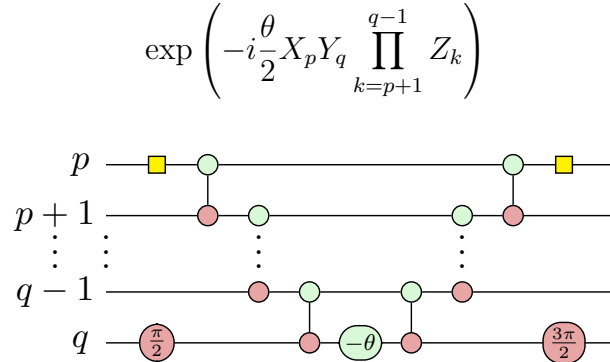 exp(−i θ/2 X_p Y_q ∏_{k=p+1}^{q−1} Z_k)
p
p + 1
⋮ ⋮ ⋮ ⋮
q − 1
q π/2 −θ 3π/2